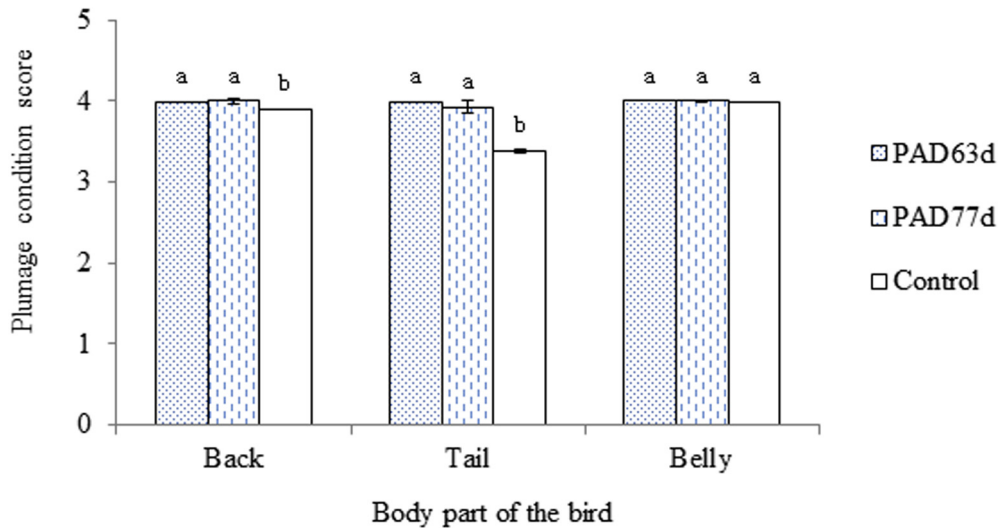 Plumage condition score
5
4
3
2
1
0
a a b
a a b
a a a
Back Tail Belly
Body part of the bird
PAD63d
PAD77d
Control